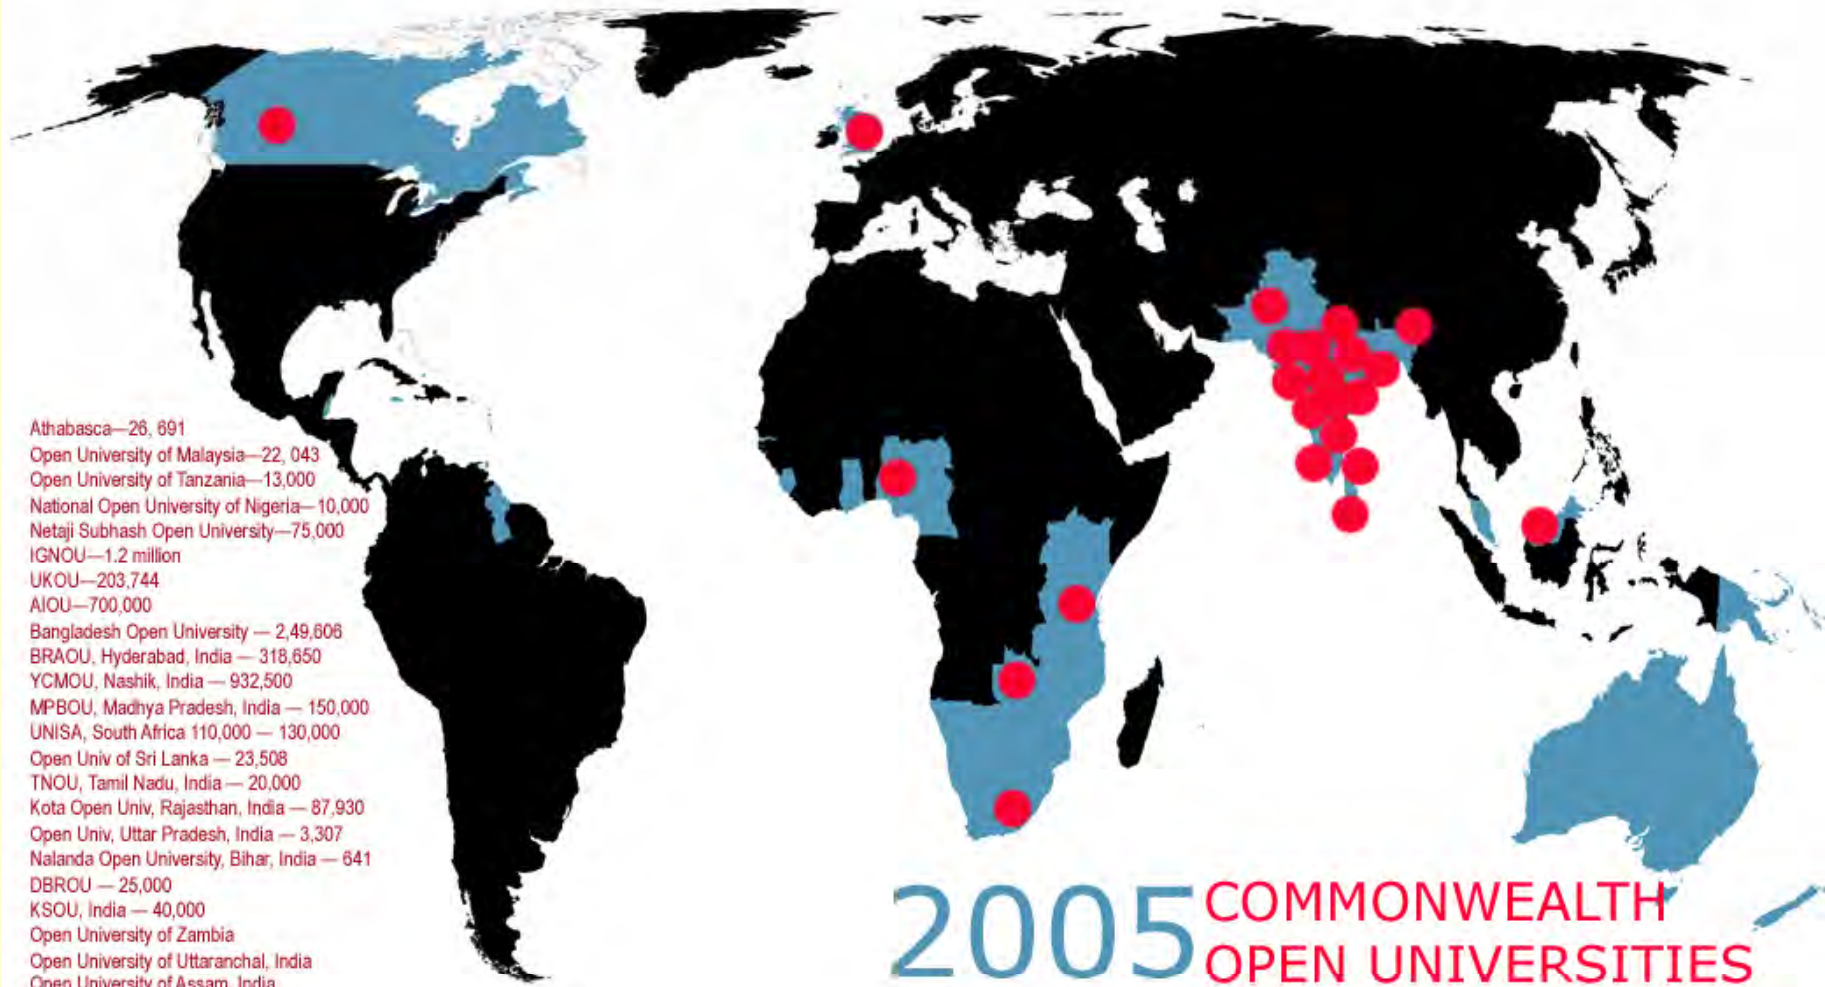 Athabasca—26, 691
Open University of Malaysia—22, 043
Open University of Tanzania—13,000
National Open University of Nigeria—10,000
Netaji Subhash Open University—75,000
IGNOU—1.2 million
UKOU—203,744
AIOU—700,000
Bangladesh Open University — 2,49,606
BRAOU, Hyderabad, India — 318,650
YCMOU, Nashik, India — 932,500
MPBOU, Madhya Pradesh, India — 150,000
UNISA, South Africa 110,000 — 130,000
Open Univ of Sri Lanka — 23,508
TNOU, Tamil Nadu, India — 20,000
Kota Open Univ, Rajasthan, India — 87,930
Open Univ, Uttar Pradesh, India — 3,307
Nalanda Open University, Bihar, India — 641
DBROU — 25,000
KSOU, India — 40,000
Open University of Zambia
Open University of Uttaranchal, India
Open University of Assam, India
2005 COMMONWEALTH
OPEN UNIVERSITIES